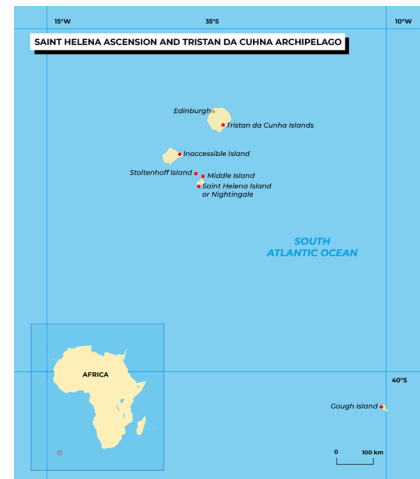 15°W
35°S
10°W
SAINT HELENA ASCENSION AND TRISTAN DA CUHNA ARCHIPELAGO
Edinburgh
Tristan da Cunha Islands
Inaccessible Island
Stoltenhoff Island
Middle Island
Saint Helena Island
or Nightingale
SOUTH
ATLANTIC OCEAN
AFRICA
40°S
Gough Island
0 100 km